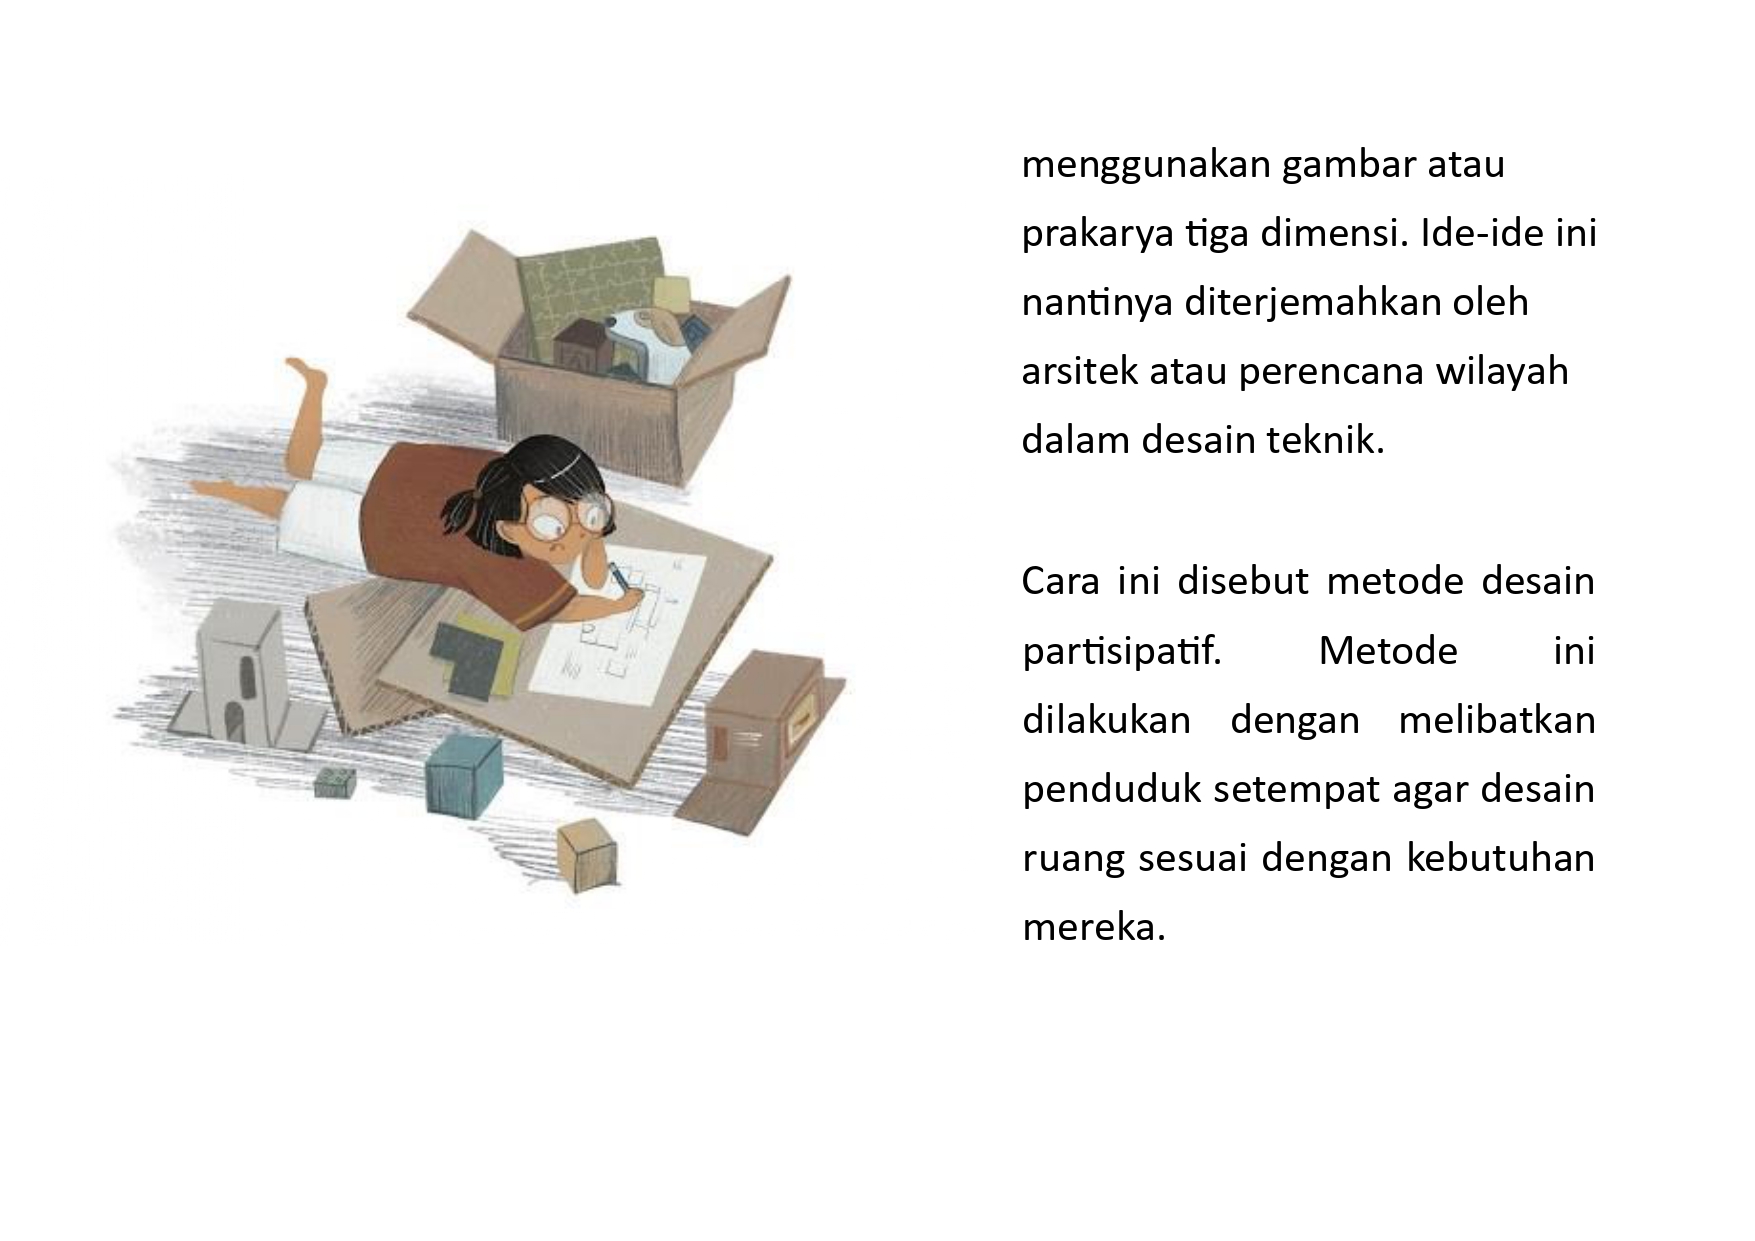 menggunakan gambar atau
prakarya tiga dimensi. Ide-ide ini
nantinya diterjemahkan oleh
arsitek atau perencana wilayah
dalam desain teknik.
Cara ini disebut metode desain
partisipatif. Metode ini
dilakukan dengan melibatkan
penduduk setempat agar desain
ruang sesuai dengan kebutuhan
mereka.